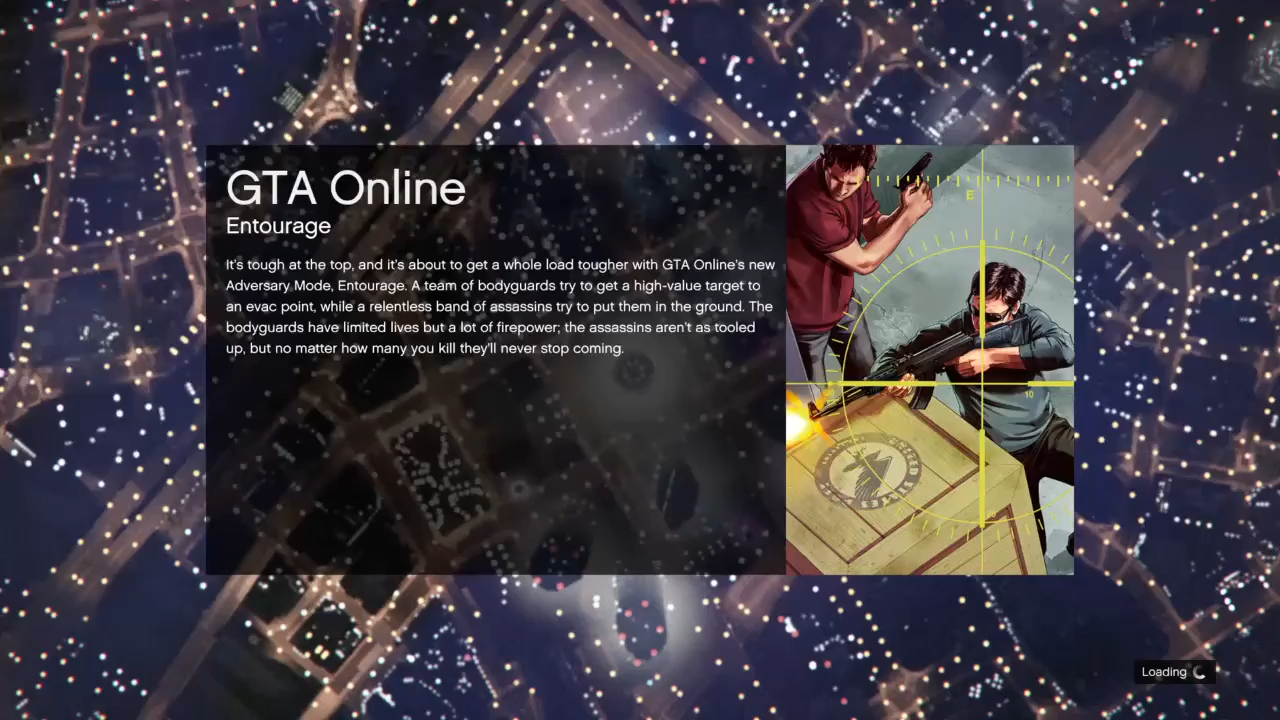 GTA Online
Entourage
It's tough at the top, and it's about to get a whole load tougher with GTA Online's new
Adversary Mode, Entourage. A team of bodyguards try to get a high-value target to
an evac point, while a relentless band of assassins try to put them in the ground. The
bodyguards have limited lives but a lot of firepower; the assassins aren't as tooled
up, but no matter how many you kill they'll never stop coming.
E
10
Loading